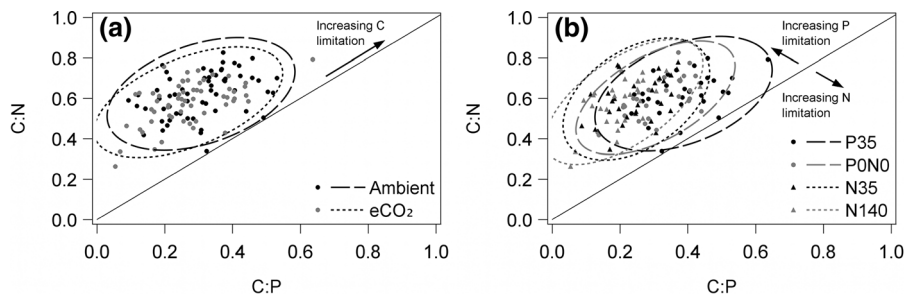 (a)
Increasing C
limitation
C:N
1.0
0.8
0.6
0.4
0.2
0.0
Ambient
eCO₂
0.0 0.2 0.4 0.6 0.8 1.0
C:P
(b)
Increasing P
limitation
Increasing N
limitation
C:N
1.0
0.8
0.6
0.4
0.2
0.0
P35
P0N0
N35
N140
0.0 0.2 0.4 0.6 0.8 1.0
C:P